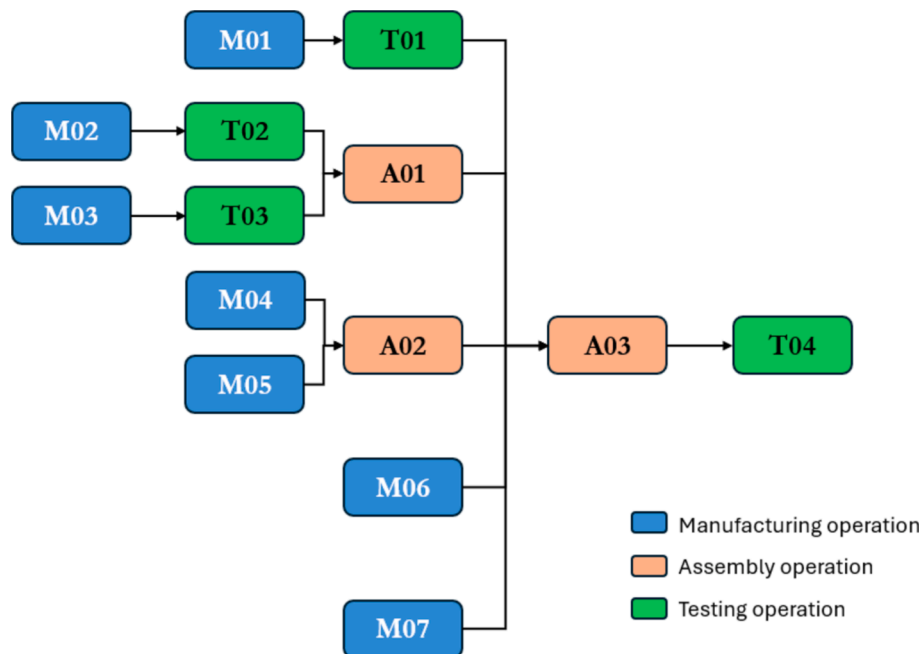 M01
T01
M02
T02
A01
M03
T03
M04
A02
A03
T04
M05
M06
M07
Manufacturing operation
Assembly operation
Testing operation